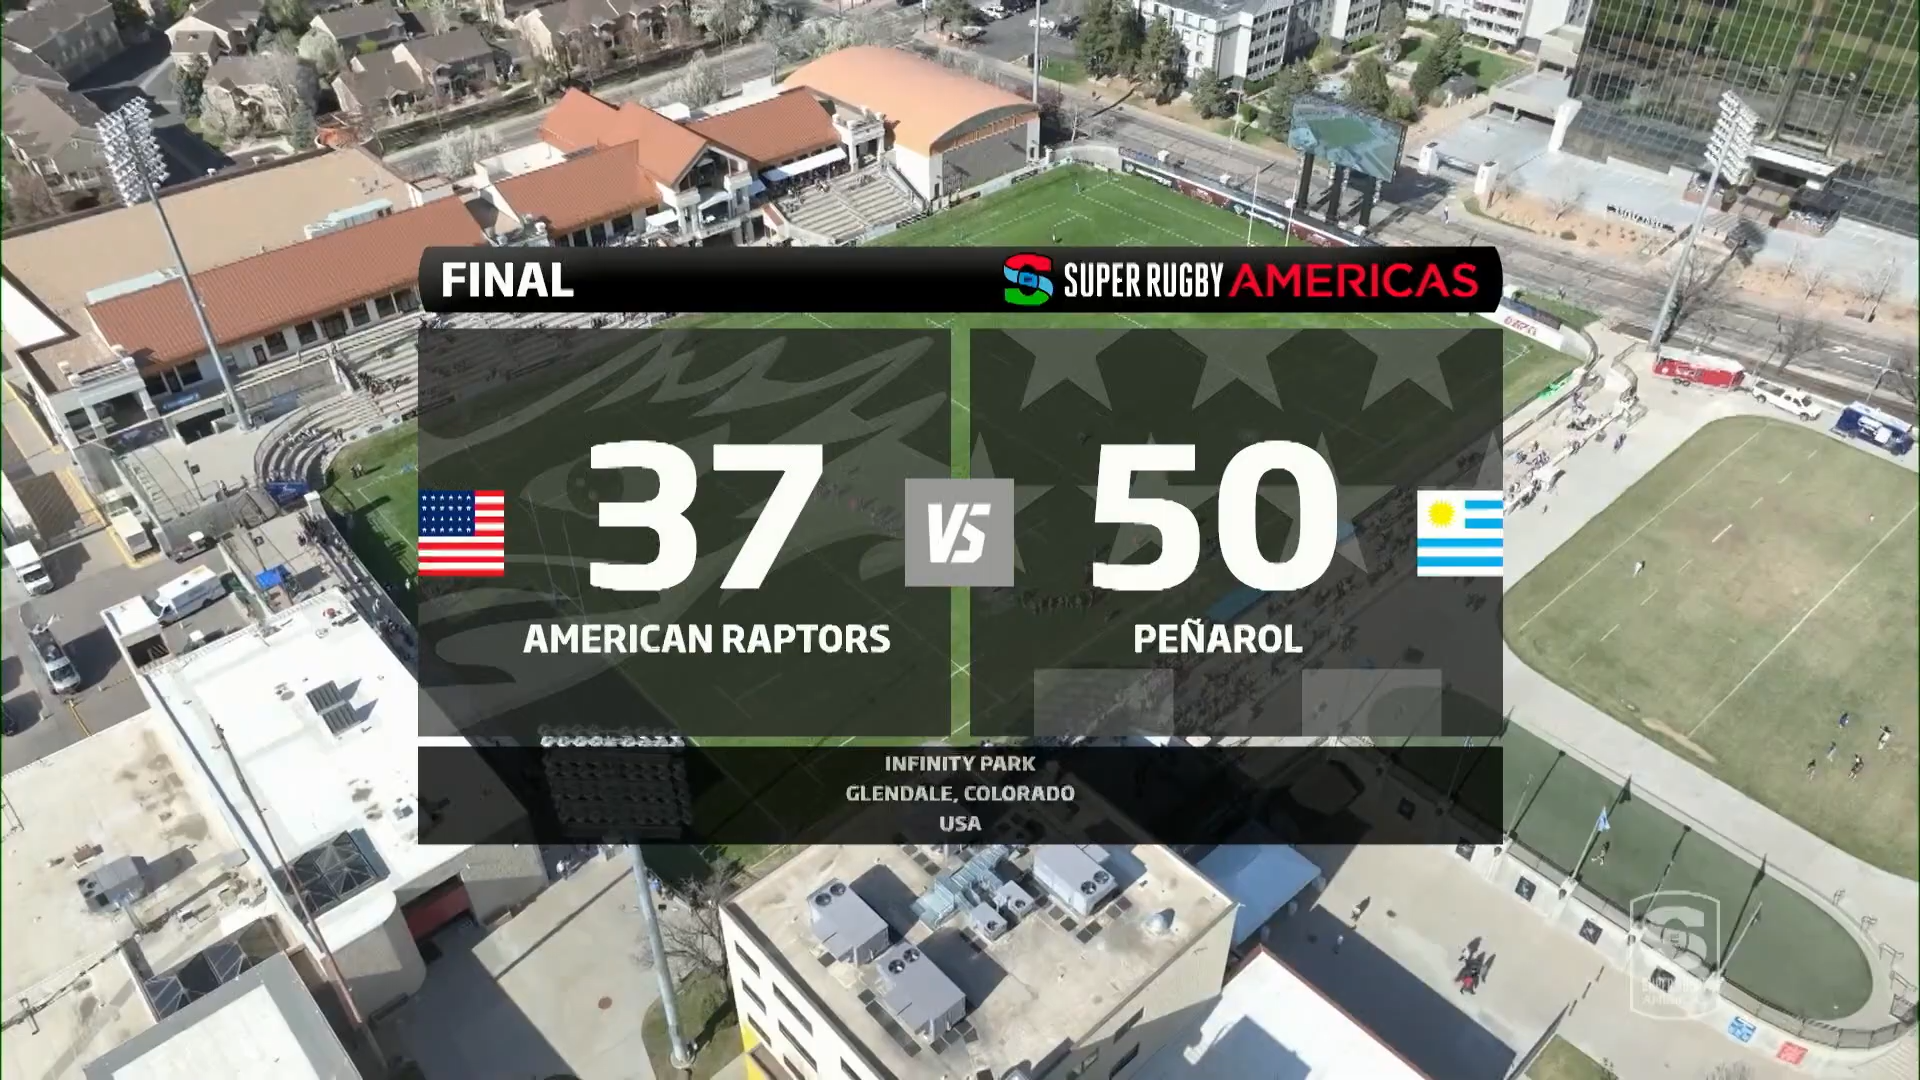 FINAL
SUPER RUGBY AMERICAS
37 VS 50
AMERICAN RAPTORS
PEÑAROL
INFINITY PARK
GLENDALE, COLORADO
USA